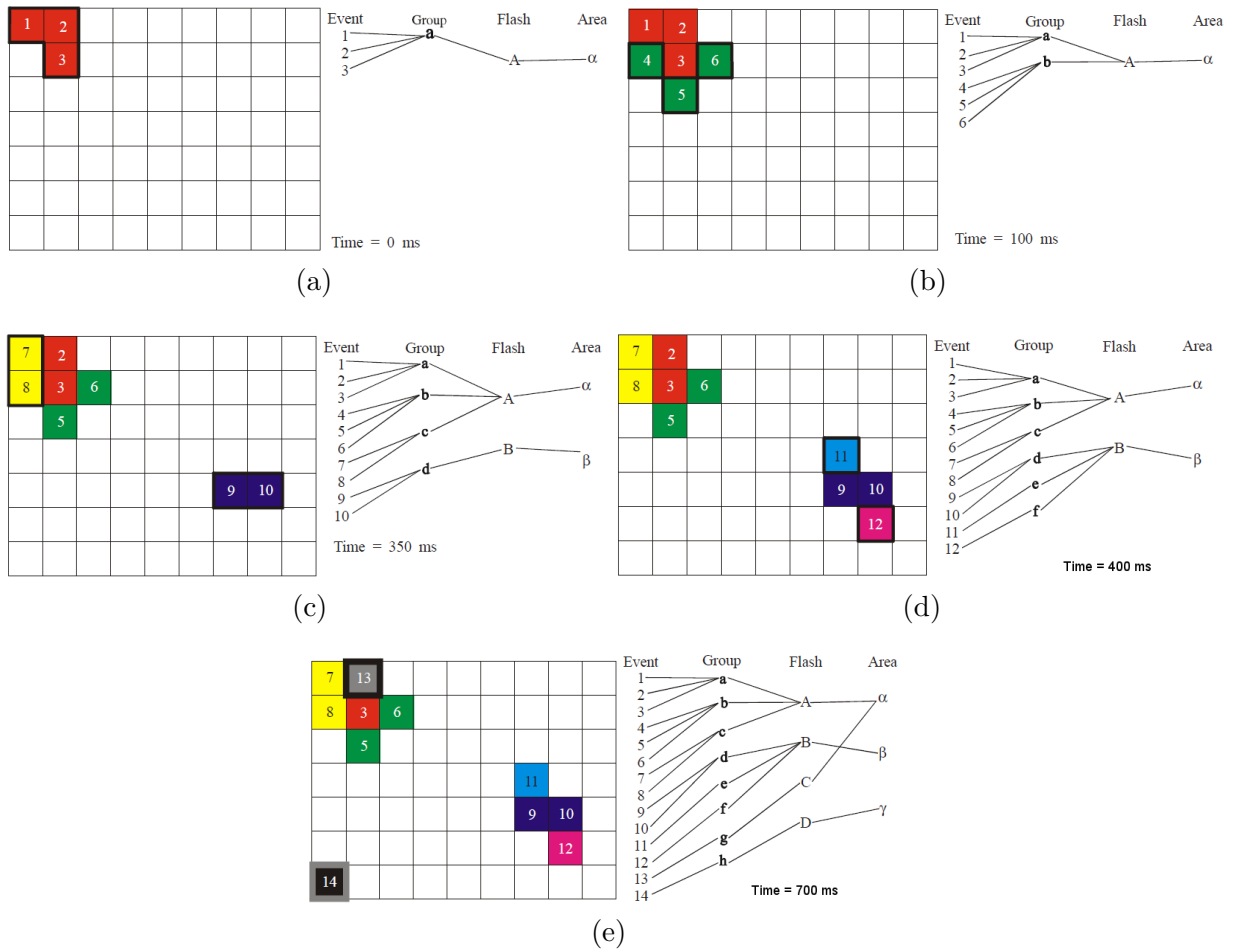 Event Group Flash Area
1 2
3
1
2
3
a
A
α
Time = 0 ms
(a)
Event Group Flash Area
1 2
4 3 6
5
1
2
3
4
5
6
a
b
A
α
Time = 100 ms
(b)
Event Group Flash Area
7 2
8 3 6
5
9 10
1
2
3
4
5
6
7
8
9
10
a
b
c
d
A
B
α
β
Time = 350 ms
(c)
Event Group Flash Area
7 2
8 3 6
5
11
9 10
12
1
2
3
4
5
6
7
8
9
10
11
12
a
b
c
d
e
f
A
B
α
β
Time = 400 ms
(d)
Event Group Flash Area
7 13
8 3 6
5
11
9 10
12
14
1
2
3
4
5
6
7
8
9
10
11
12
13
14
a
b
c
d
e
f
g
h
A
B
C
D
α
β
γ
Time = 700 ms
(e)